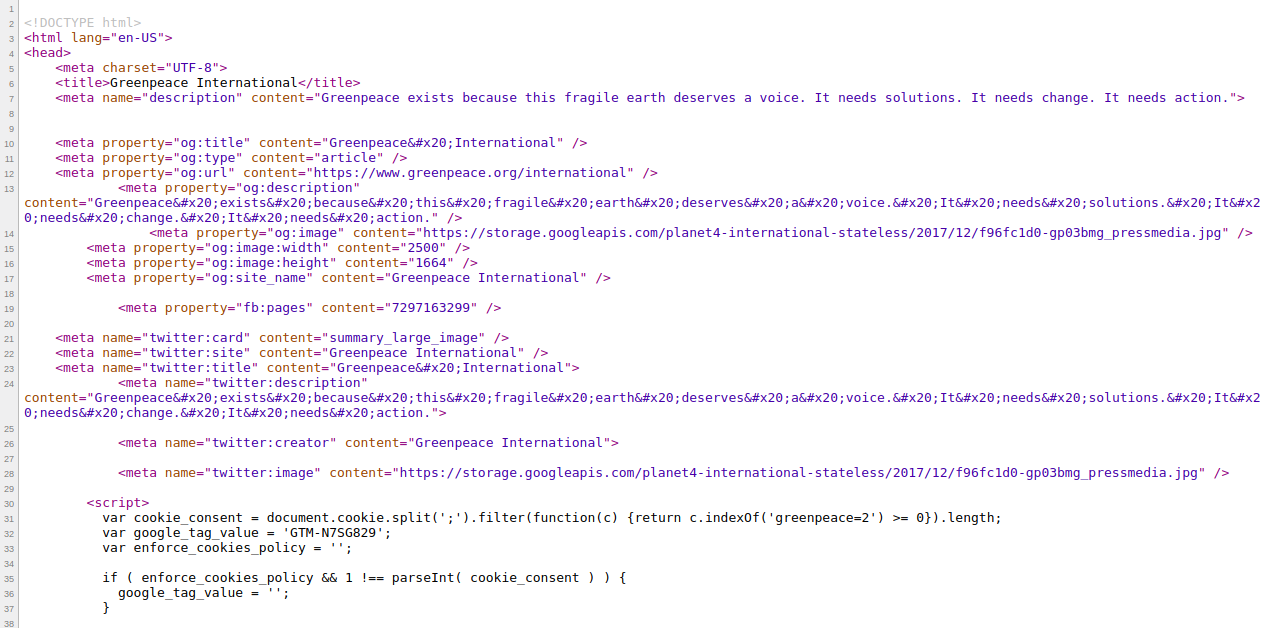 1
2 <!DOCTYPE html>
3 <html lang="en-US">
4 <head>
5 <meta charset="UTF-8">
6 <title>Greenpeace International</title>
7 <meta name="description" content="Greenpeace exists because this fragile earth deserves a voice. It needs solutions. It needs change. It needs action.">
8
9
10 <meta property="og:title" content="Greenpeace&#x20;International" />
11 <meta property="og:type" content="article" />
12 <meta property="og:url" content="https://www.greenpeace.org/international" />
13 <meta property="og:description"
content="Greenpeace&#x20;exists&#x20;because&#x20;this&#x20;fragile&#x20;earth&#x20;deserves&#x20;a&#x20;voice.&#x20;It&#x20;needs&#x20;solutions.&#x20;It&#x2
0;needs&#x20;change.&#x20;It&#x20;needs&#x20;action." />
14 <meta property="og:image" content="https://storage.googleapis.com/planet4-international-stateless/2017/12/f96fc1d0-gp03bmg_pressmedia.jpg" />
15 <meta property="og:image:width" content="2500" />
16 <meta property="og:image:height" content="1664" />
17 <meta property="og:site_name" content="Greenpeace International" />
18
19 <meta property="fb:pages" content="7297163299" />
20
21 <meta name="twitter:card" content="summary_large_image" />
22 <meta name="twitter:site" content="Greenpeace International" />
23 <meta name="twitter:title" content="Greenpeace&#x20;International">
24 <meta name="twitter:description"
content="Greenpeace&#x20;exists&#x20;because&#x20;this&#x20;fragile&#x20;earth&#x20;deserves&#x20;a&#x20;voice.&#x20;It&#x20;needs&#x20;solutions.&#x20;It&#x2
0;needs&#x20;change.&#x20;It&#x20;needs&#x20;action.">
25
26 <meta name="twitter:creator" content="Greenpeace International">
27
28 <meta name="twitter:image" content="https://storage.googleapis.com/planet4-international-stateless/2017/12/f96fc1d0-gp03bmg_pressmedia.jpg" />
29
30 <script>
31 var cookie_consent = document.cookie.split(';').filter(function(c) {return c.indexOf('greenpeace=2') >= 0}).length;
32 var google_tag_value = 'GTM-N7SG829';
33 var enforce_cookies_policy = '';
34
35 if ( enforce_cookies_policy && 1 !== parseInt( cookie_consent ) ) {
36 google_tag_value = '';
37 }
38